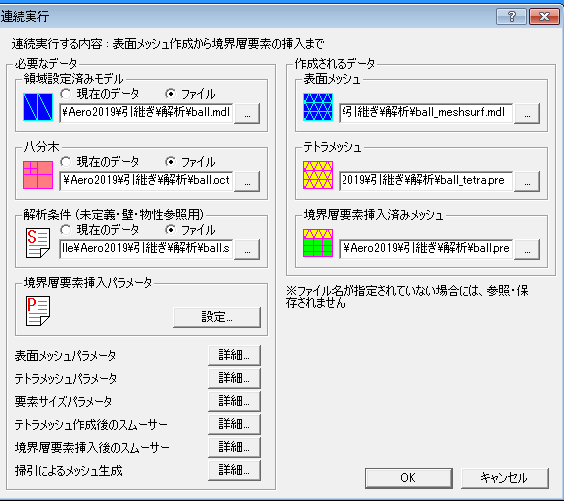 連続実行
連続実行する内容：表面メッシュ作成から境界層要素の挿入まで
必要なデータ
領域設定済みモデル
現在のデータ ファイル
¥Aero2019¥引継ぎ¥解析¥ball.mdl ...
八分木
現在のデータ ファイル
¥Aero2019¥引継ぎ¥解析¥ball.oct ...
解析条件 (未定義・壁・物性参照用)
現在のデータ ファイル
S lle¥Aero2019¥引継ぎ¥解析¥ball.s ...
境界層要素挿入パラメータ
P 設定...
表面メッシュパラメータ 詳細...
テトラメッシュパラメータ 詳細...
要素サイズパラメータ 詳細...
テトラメッシュ作成後のスムーサー 詳細...
境界層要素挿入後のスムーサー 詳細...
掃引によるメッシュ生成 詳細...
作成されるデータ
表面メッシュ
引継ぎ¥解析¥ball_meshsurf.mdl ...
テトラメッシュ
2019¥引継ぎ¥解析¥ball_tetra.pre ...
境界層要素挿入済みメッシュ
¥Aero2019¥引継ぎ¥解析¥ball.pre ...
※ファイル名が指定されていない場合には、参照・保
存されません
OK キャンセル